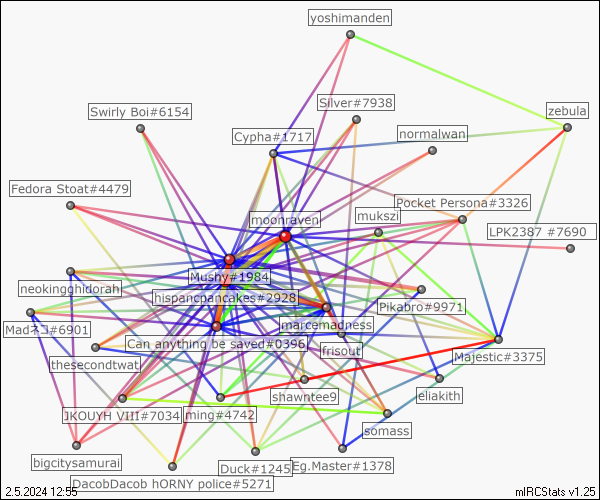 yoshimanden
Silver#7938
Swirly Boi#6154
zebula
normalwan
Cypha#1717
Fedora Stoat#4479
Pocket Persona#3326
mukszi
moonraven
LPK2387 #7690
Mushy#1984
neokingghidorah
hispancpancakes#2928
Pikabro#9971
Madネコ#6901
marcemadness
Can anything be saved#0396
frisout
Majestic#3375
thesecondtwat
shawntee9
eliakith
JKOUYH VIII#7034
ming#4742
somass
bigcitysamurai
Duck#1245
Eg.Master#1378
DacobDacob hORNY police#5271
2.5.2024 12:55
mIRCStats v1.25